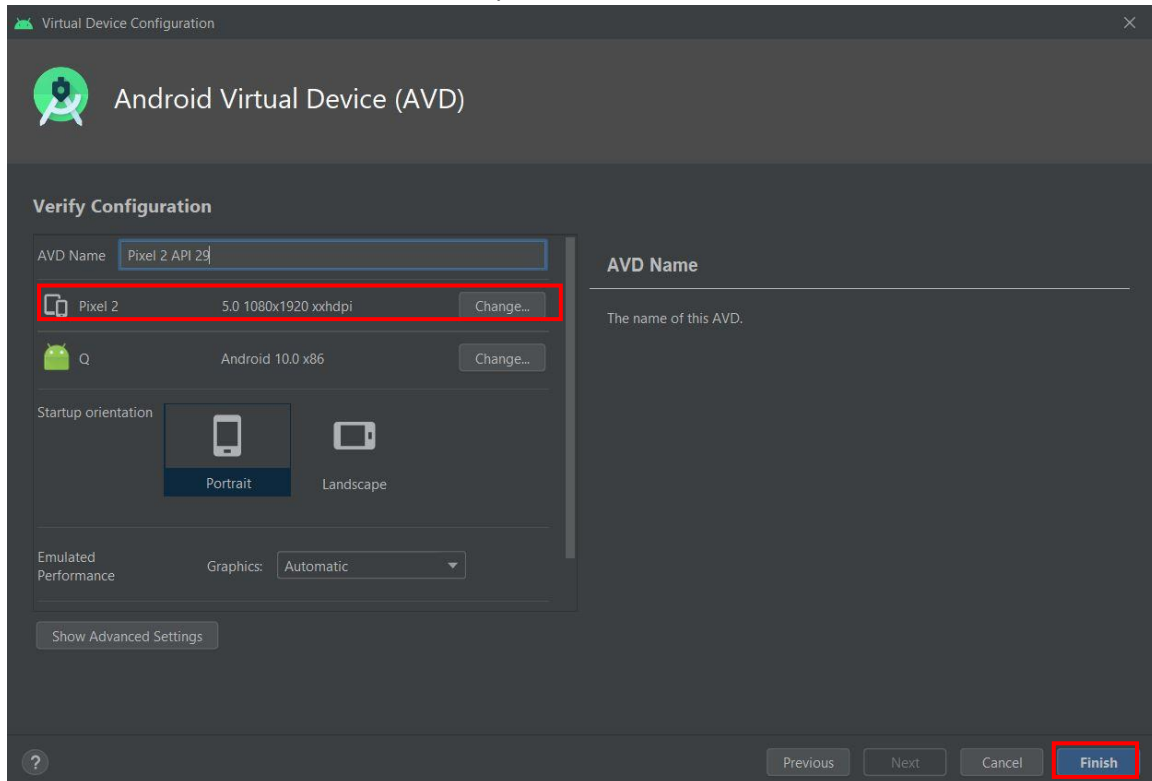 Virtual Device Configuration
Android Virtual Device (AVD)
Verify Configuration
AVD Name Pixel 2 API 29
Pixel 2 5.0 1080x1920 xxhdpi Change...
Q Android 10.0 x86 Change...
Startup orientation
Portrait Landscape
Emulated
Performance
Graphics: Automatic
Show Advanced Settings
AVD Name
The name of this AVD.
? Previous Next Cancel Finish